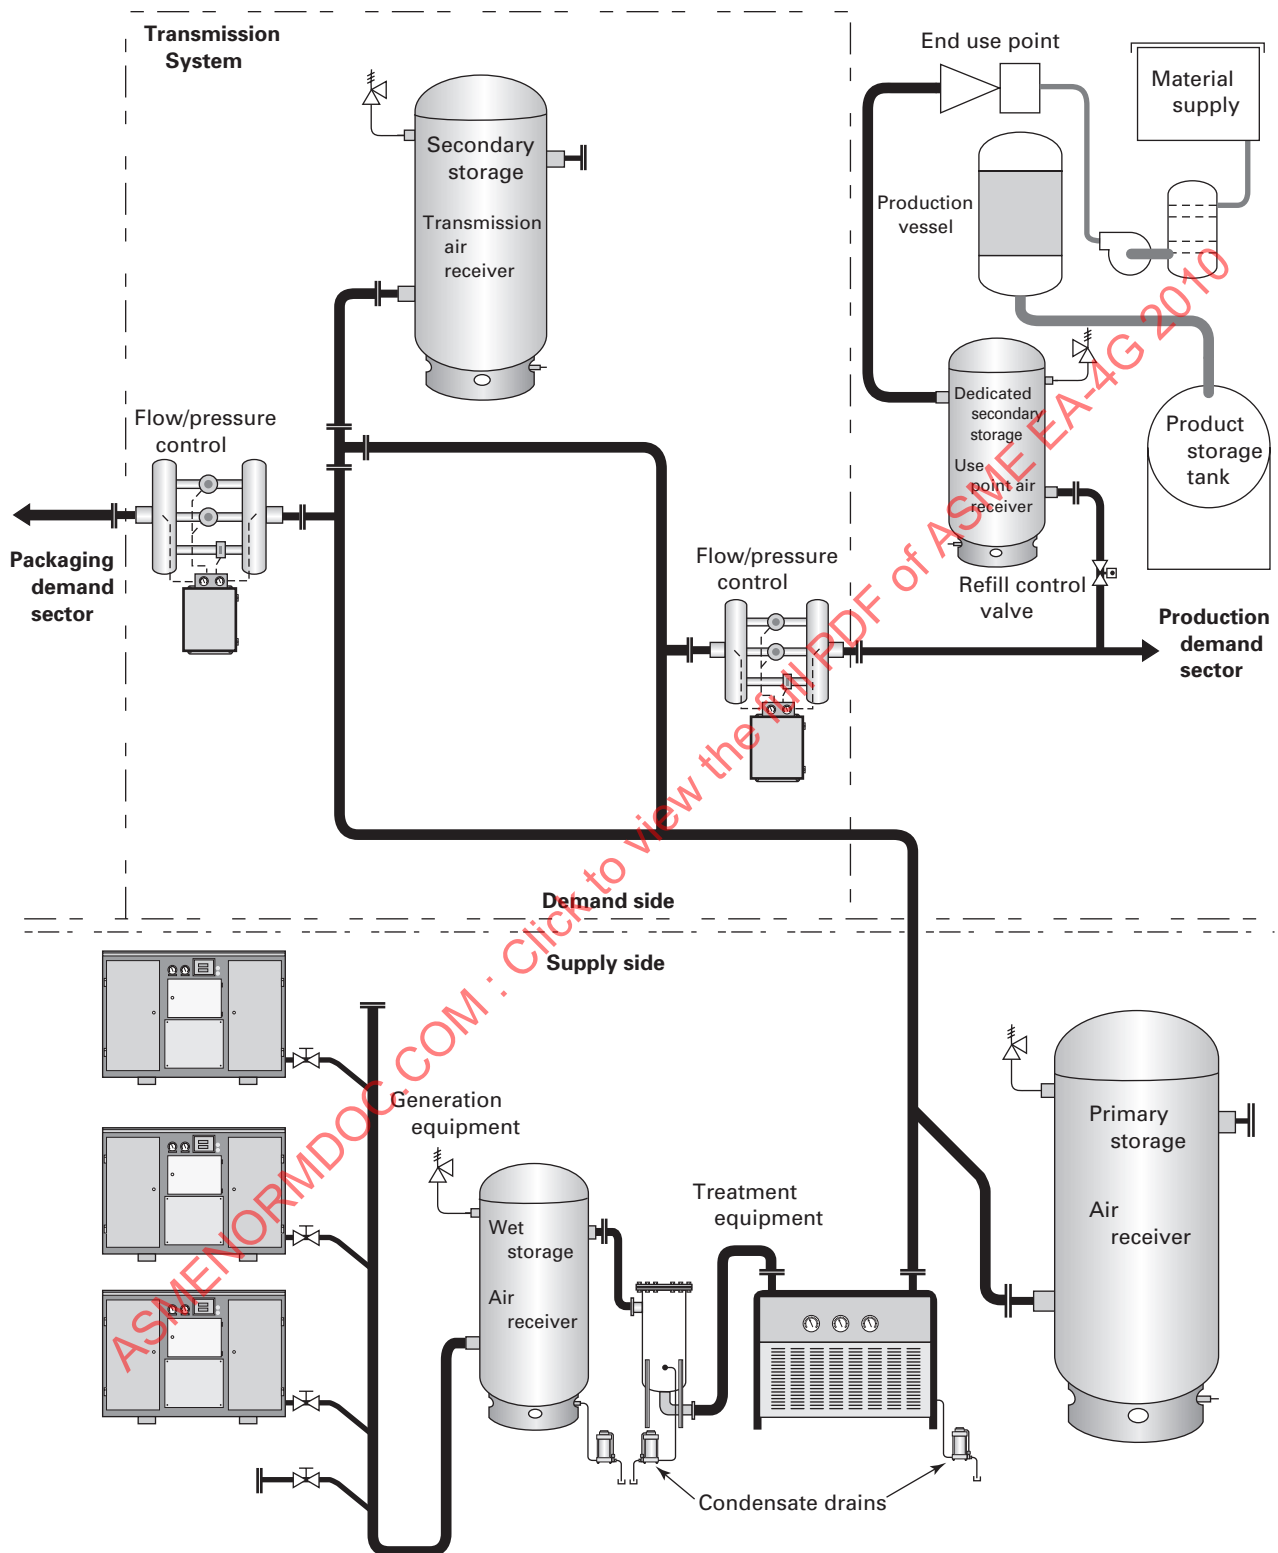 Transmission
System
End use point
Material
supply
Secondary
storage
Transmission
air
receiver
Production
vessel
Flow/pressure
control
Dedicated
secondary
storage
Use
point air
receiver
Product
storage
tank
Packaging
demand
sector
Flow/pressure
control
Refill control
valve
Production
demand
sector
Demand side
Supply side
Generation
equipment
Primary
storage
Air
receiver
Treatment
equipment
Wet
storage
Air
receiver
Condensate drains
ASMENORMDOC.COM : Click to view the full PDF of ASME EA-4G 2010